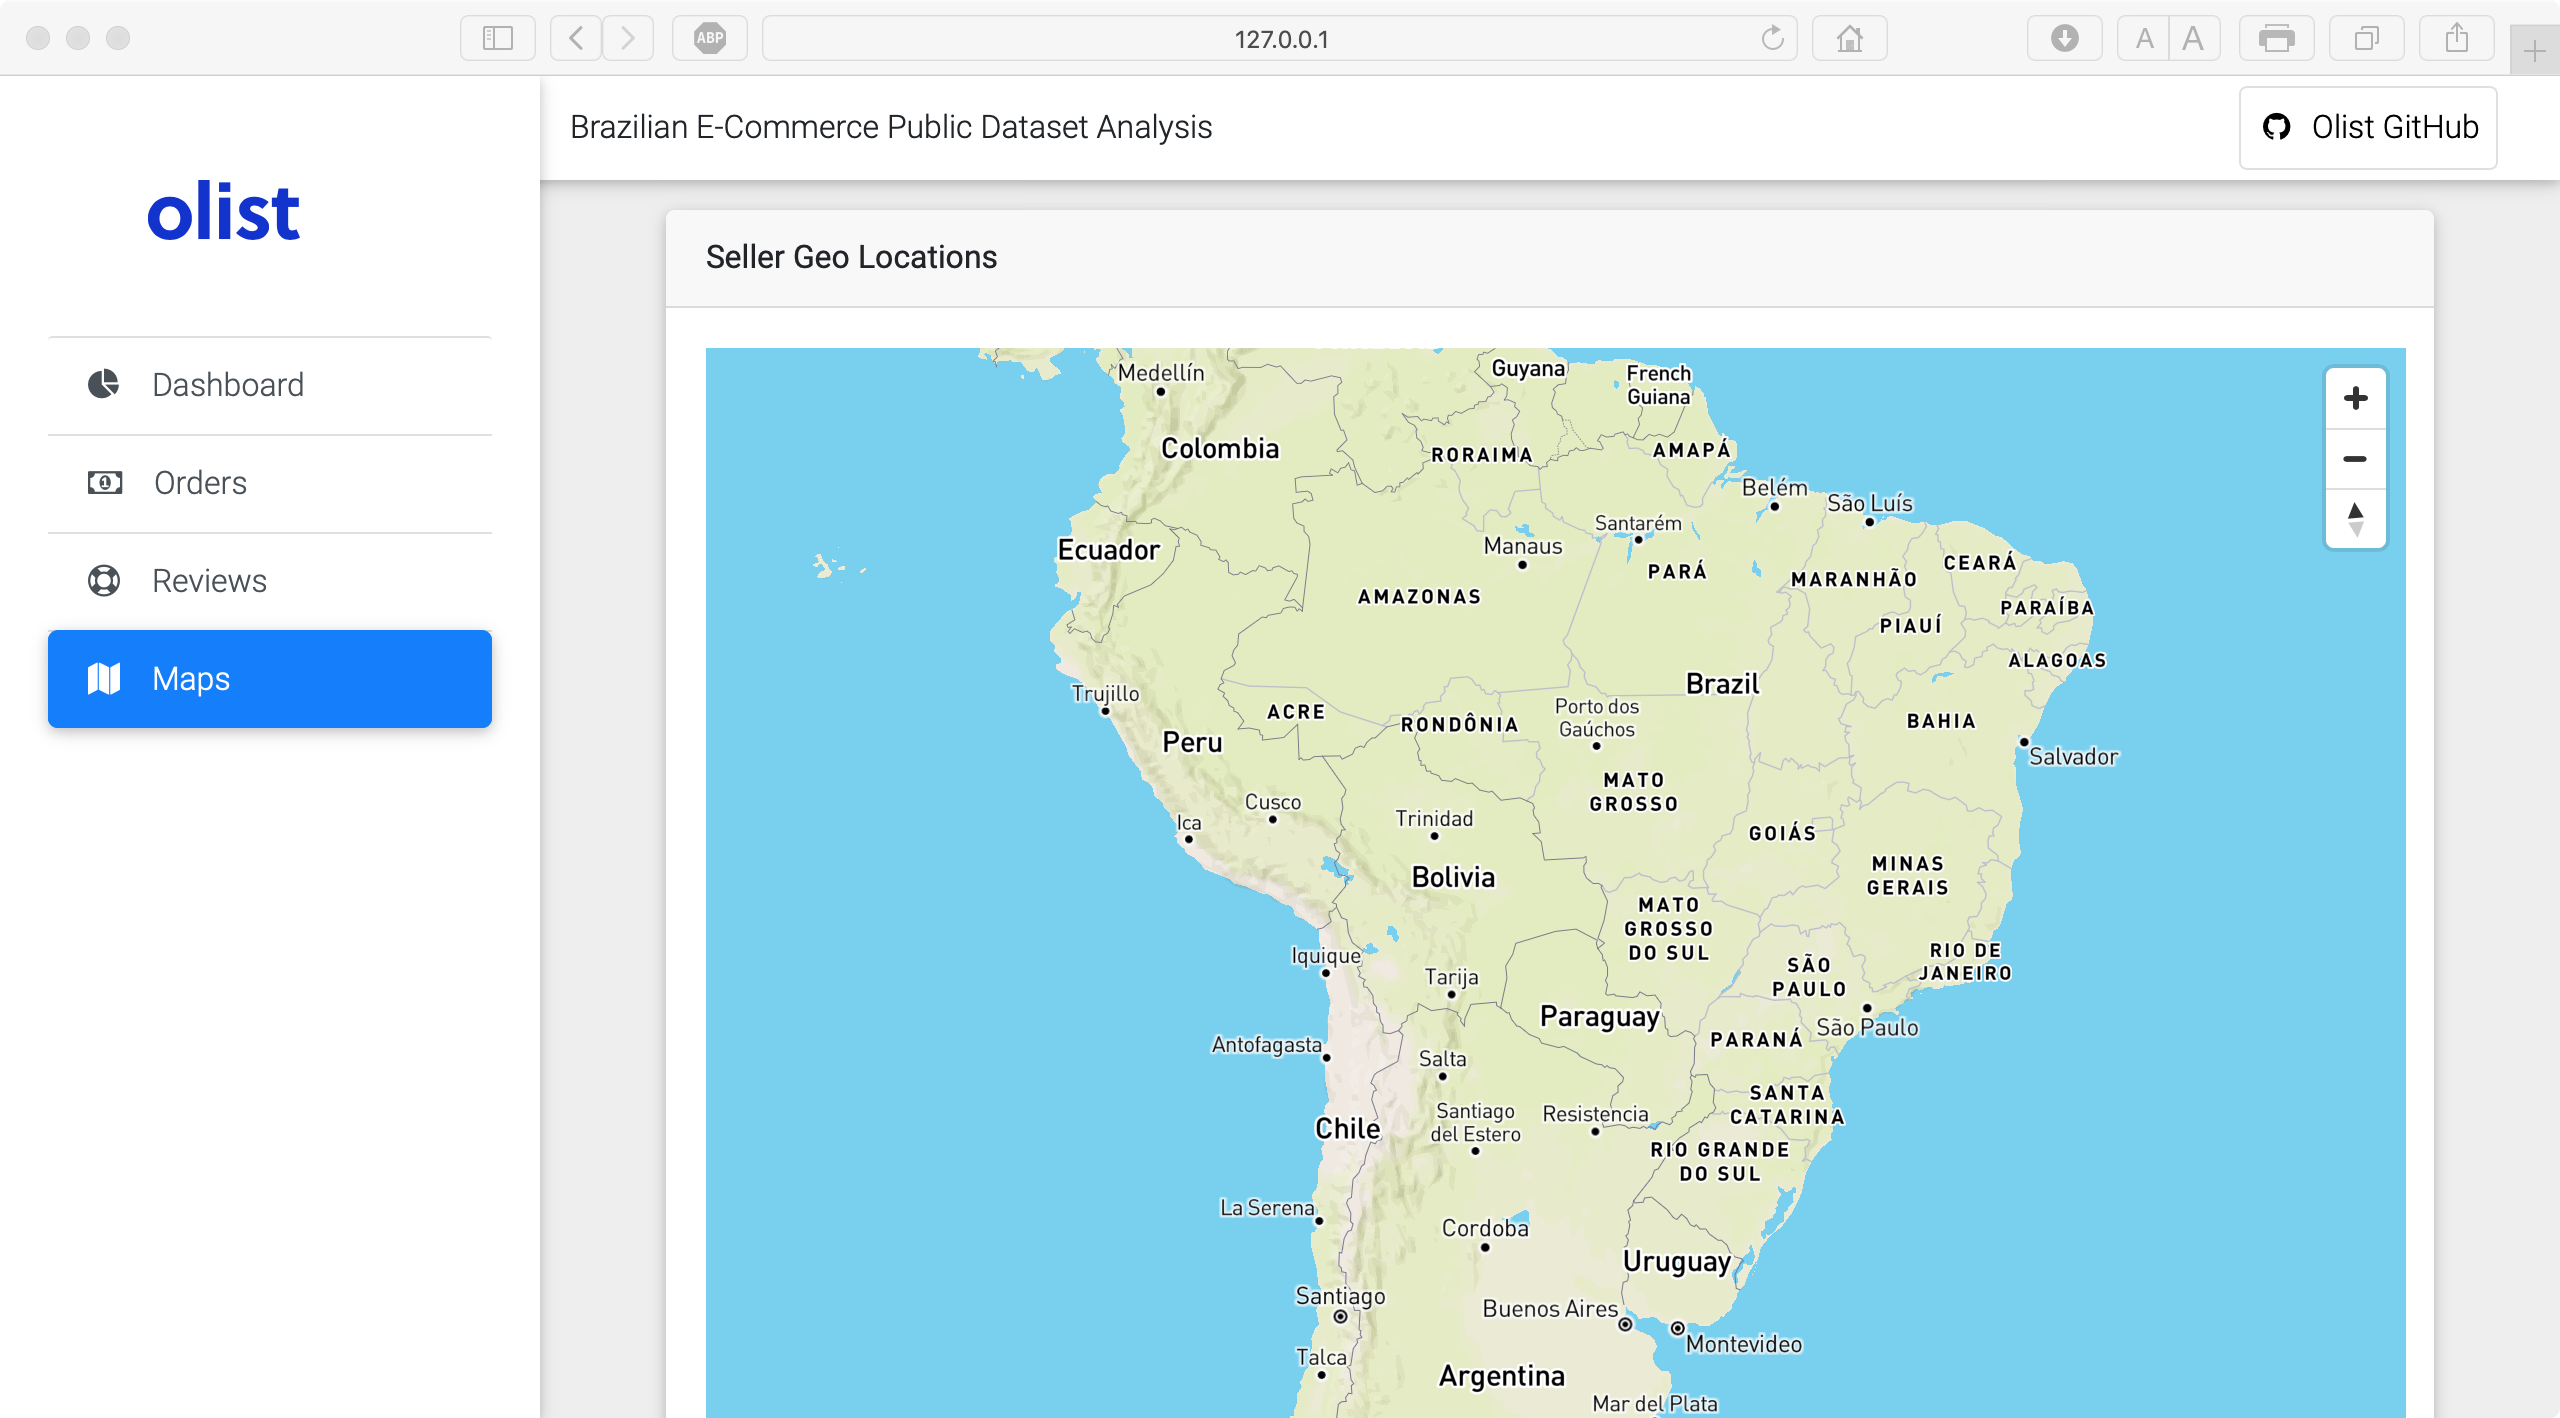 ABP
127.0.0.1
A A
olist
Brazilian E-Commerce Public Dataset Analysis
Olist GitHub
Dashboard
Orders
Reviews
Maps
Seller Geo Locations
Medellín
Guyana
French
Guiana
Colombia
RORAIMA
AMAPÁ
Belém
São Luís
Santarém
Ecuador
Manaus
PARÁ
MARANHÃO
CEARÁ
AMAZONAS
PARAÍBA
PIAUÍ
ALAGOAS
Trujillo
Brazil
ACRE
RONDÔNIA
Porto dos
Gaúchos
BAHIA
Peru
Salvador
MATO
GROSSO
Cusco
Ica
Trinidad
GOIÁS
Bolivia
MINAS
GERAIS
MATO
GROSSO
DO SUL
Iquique
Tarija
SÃO
PAULO
RIO DE
JANEIRO
Paraguay
São Paulo
PARANÁ
Antofagasta
Salta
Chile
Santiago
del Estero
Resistencia
SANTA
CATARINA
RIO GRANDE
DO SUL
La Serena
Cordoba
Uruguay
Santiago
Buenos Aires
Montevideo
Talca
Argentina
Mar del Plata